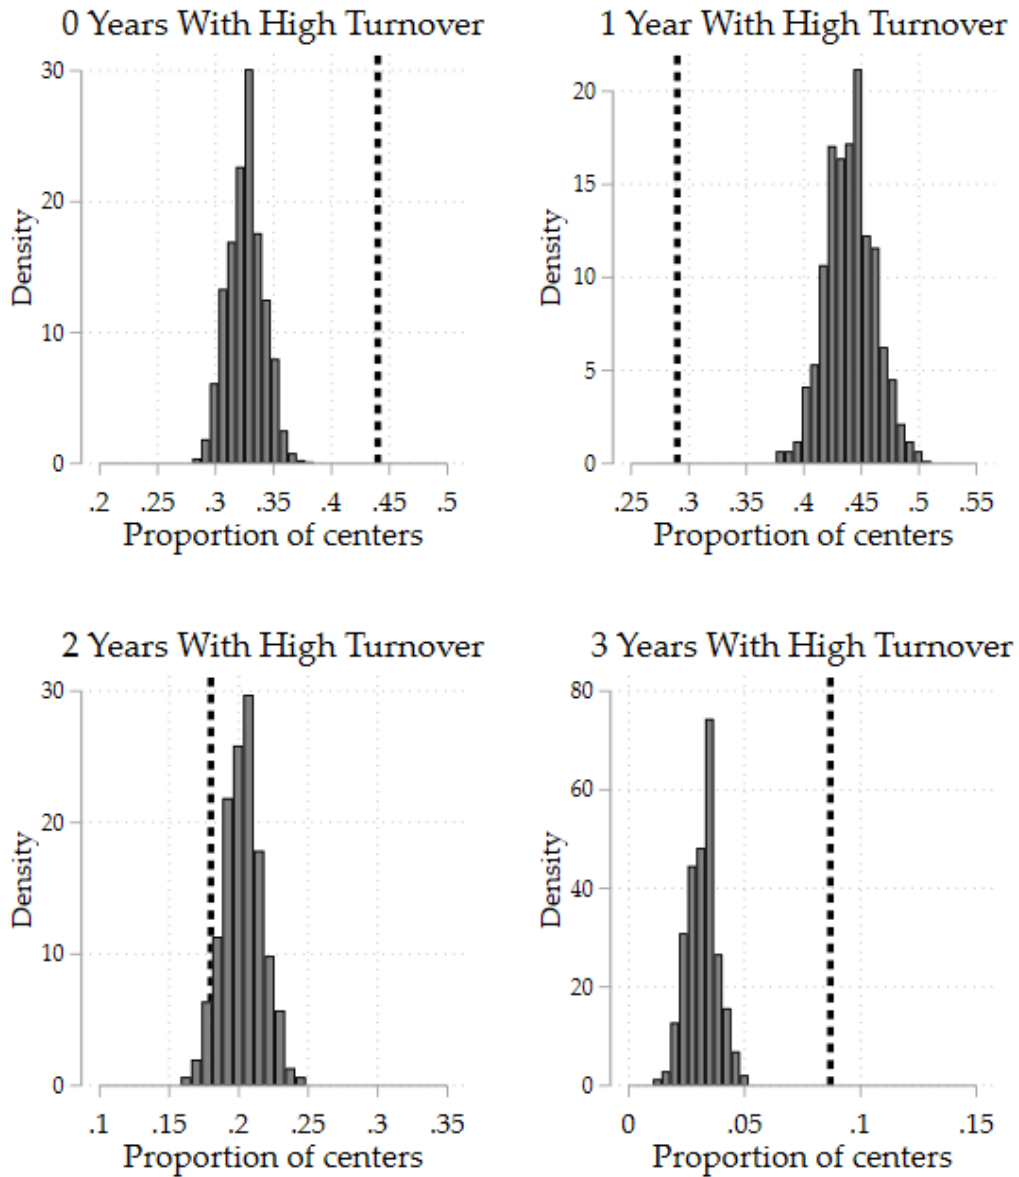 0 Years With High Turnover
Density
30
20
10
0
.2 .25 .3 .35 .4 .45 .5
Proportion of centers
1 Year With High Turnover
Density
20
15
10
5
0
.25 .3 .35 .4 .45 .5 .55
Proportion of centers
2 Years With High Turnover
Density
30
20
10
0
.1 .15 .2 .25 .3 .35
Proportion of centers
3 Years With High Turnover
Density
80
60
40
20
0
0 .05 .1 .15
Proportion of centers